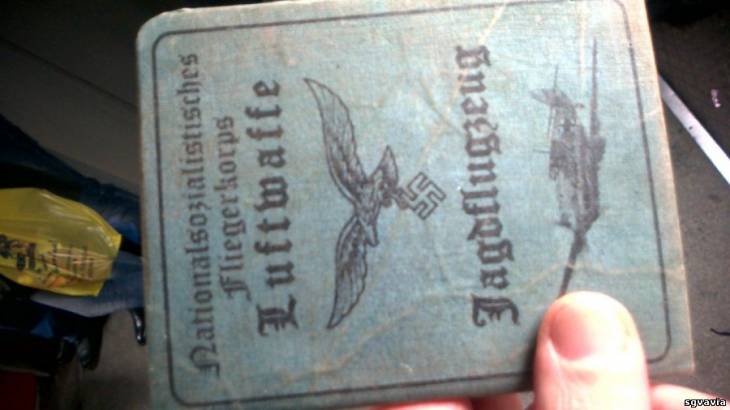 Nationalsozialistisches
Fliegerkorps
Luftwaffe
Jagdflugzeug
sgvavia